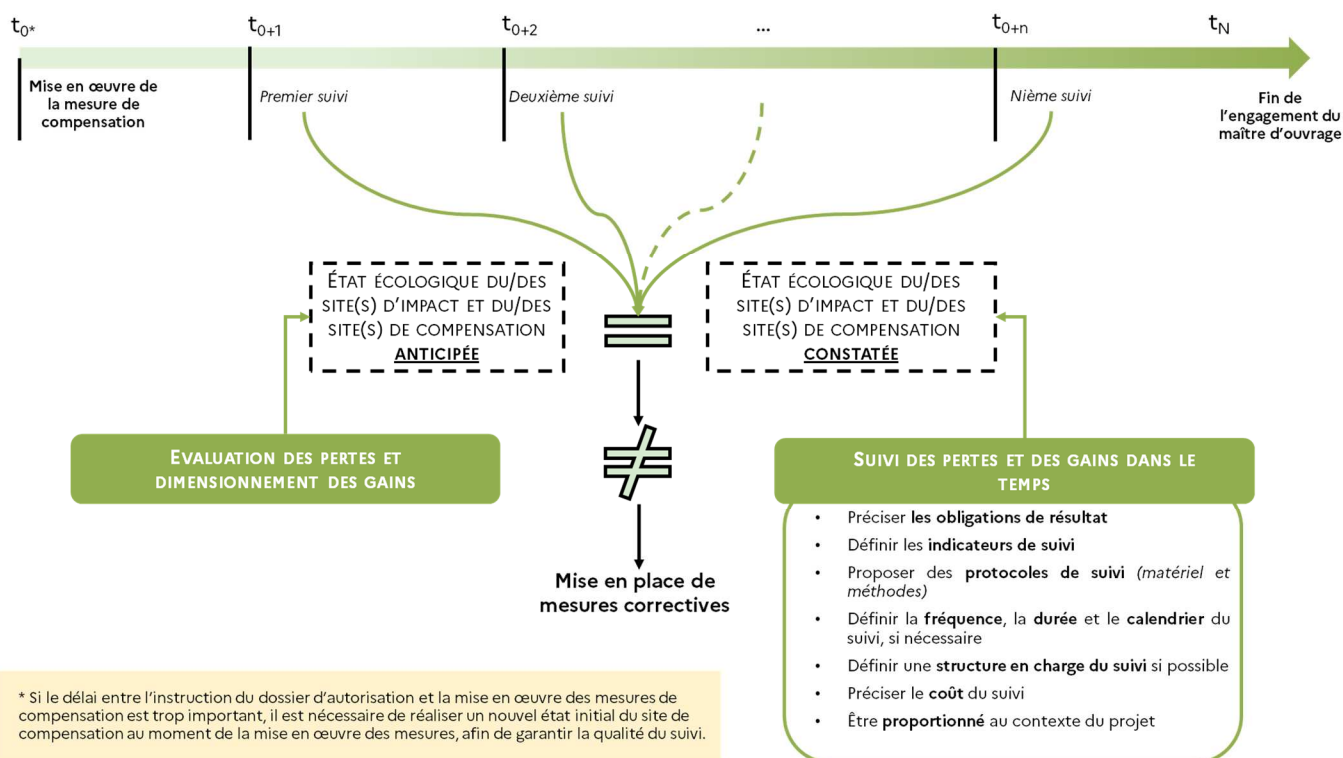 t0*
t0+1
t0+2
...
t0+n
tN
Mise en œuvre de
la mesure de
compensation
Premier suivi
Deuxième suivi
Nième suivi
Fin de
l'engagement du
maître d'ouvrage
ÉTAT ÉCOLOGIQUE DU/DES
SITE(S) D'IMPACT ET DU/DES
SITE(S) DE COMPENSATION
ANTICIPÉE
=
ÉTAT ÉCOLOGIQUE DU/DES
SITE(S) D'IMPACT ET DU/DES
SITE(S) DE COMPENSATION
CONSTATÉE
EVALUATION DES PERTES ET
DIMENSIONNEMENT DES GAINS
≠
Mise en place de
mesures correctives
SUIVI DES PERTES ET DES GAINS DANS LE
TEMPS
• Préciser les obligations de résultat
• Définir les indicateurs de suivi
• Proposer des protocoles de suivi (matériel et
méthodes)
• Définir la fréquence, la durée et le calendrier du
suivi, si nécessaire
• Définir une structure en charge du suivi si possible
• Préciser le coût du suivi
• Être proportionné au contexte du projet
* Si le délai entre l'instruction du dossier d'autorisation et la mise en œuvre des mesures de
compensation est trop important, il est nécessaire de réaliser un nouvel état initial du site de
compensation au moment de la mise en œuvre des mesures, afin de garantir la qualité du suivi.